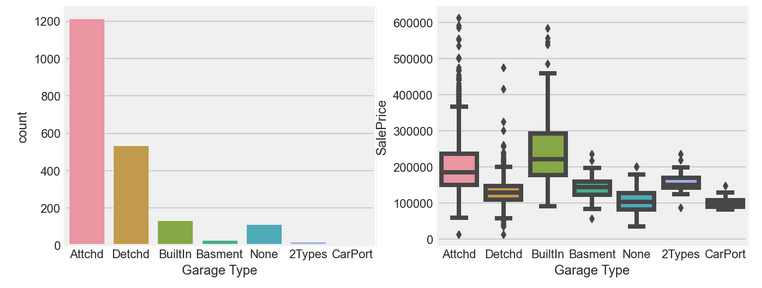 1200
1000
800
600
400
200
0
count
Attchd Detchd BuiltIn Basment None 2Types CarPort
Garage Type
600000
500000
400000
300000
200000
100000
0
SalePrice
Attchd Detchd BuiltIn Basment None 2Types CarPort
Garage Type